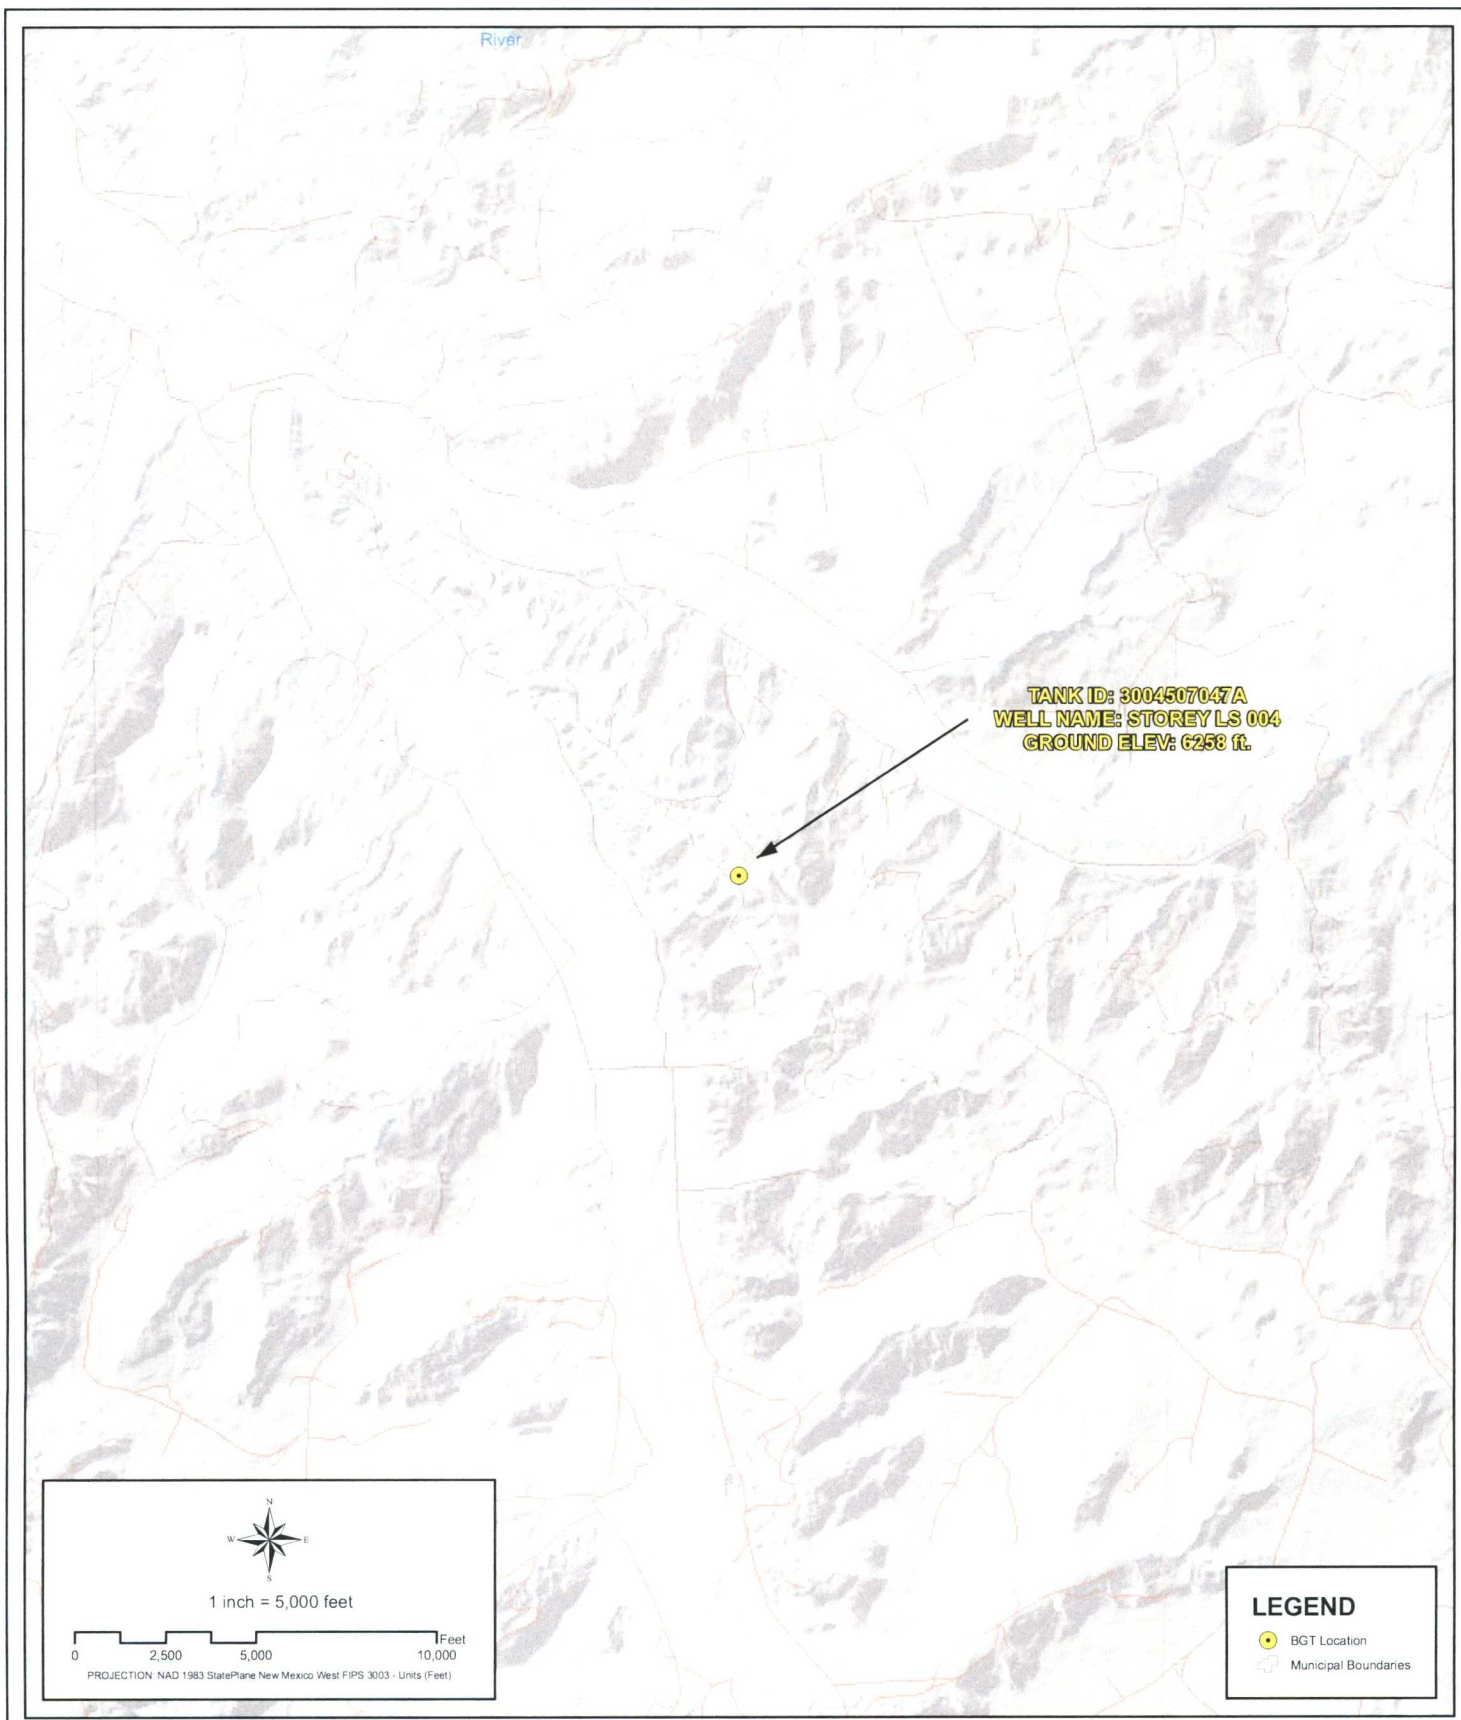 River
TANK ID: 3004507047A
WELL NAME: STOREY LS 004
GROUND ELEV: 6258 ft.
N
W E
S
1 inch = 5,000 feet
Feet
0 2,500 5,000 10,000
PROJECTION: NAD 1983 StatePlane New Mexico West FIPS 3003 - Units (Feet)
LEGEND
BGT Location
Municipal Boundaries